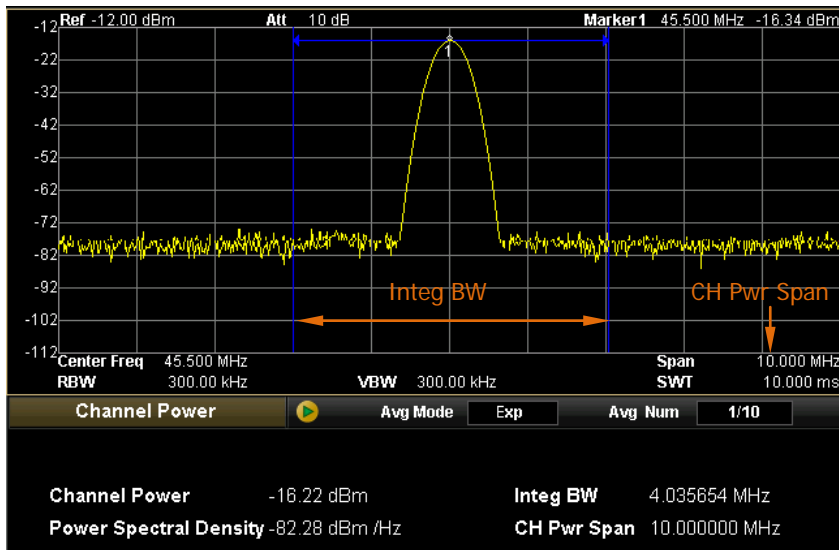 Ref -12.00 dBm Att 10 dB Marker1 45.500 MHz -16.34 dBm
-12
1
-22
-32
-42
-52
-62
-72
-82
Integ BW CH Pwr Span
-102
-112
Center Freq 45.500 MHz Span 10.000 MHz
RBW 300.00 kHz VBW 300.00 kHz SWT 10.000 ms
Channel Power Avg Mode Exp Avg Num 1/10
Channel Power -16.22 dBm Integ BW 4.035654 MHz
Power Spectral Density -82.28 dBm /Hz CH Pwr Span 10.000000 MHz